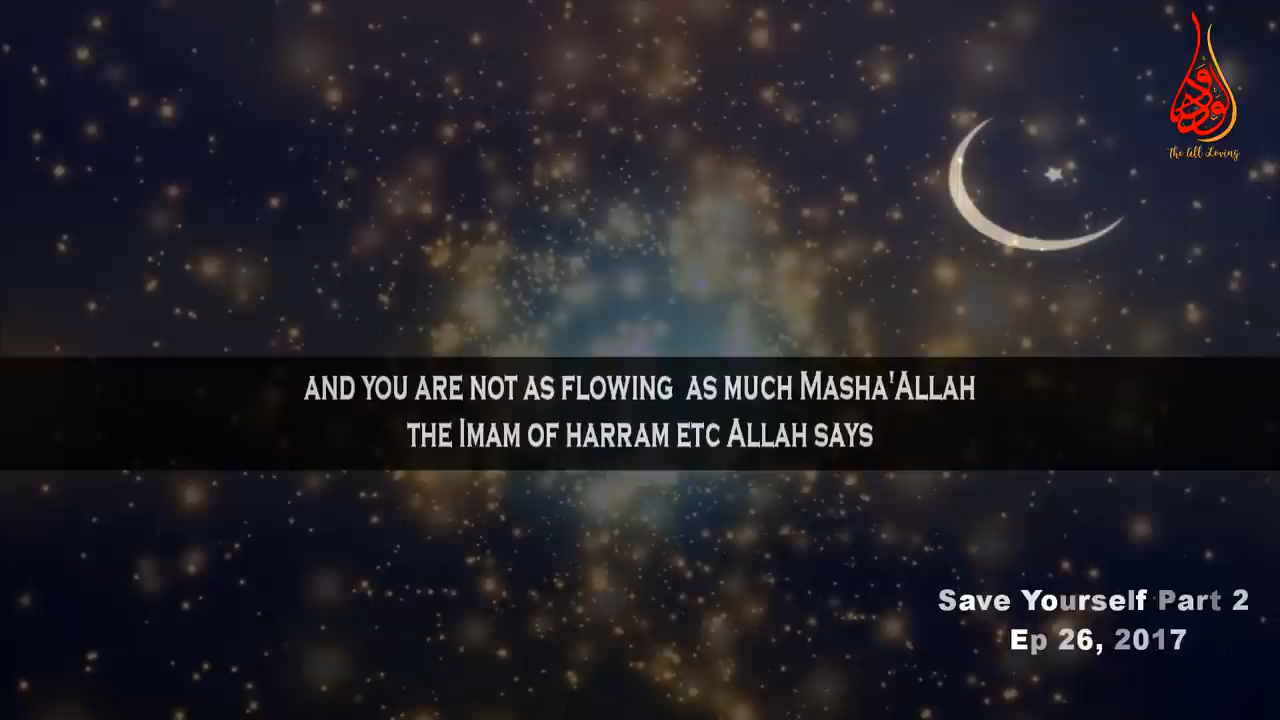 The All Loving
AND YOU ARE NOT AS FLOWING AS MUCH MASHA'ALLAH
THE IMAM OF HARRAM ETC ALLAH SAYS
Save Yourself Part 2
Ep 26, 2017